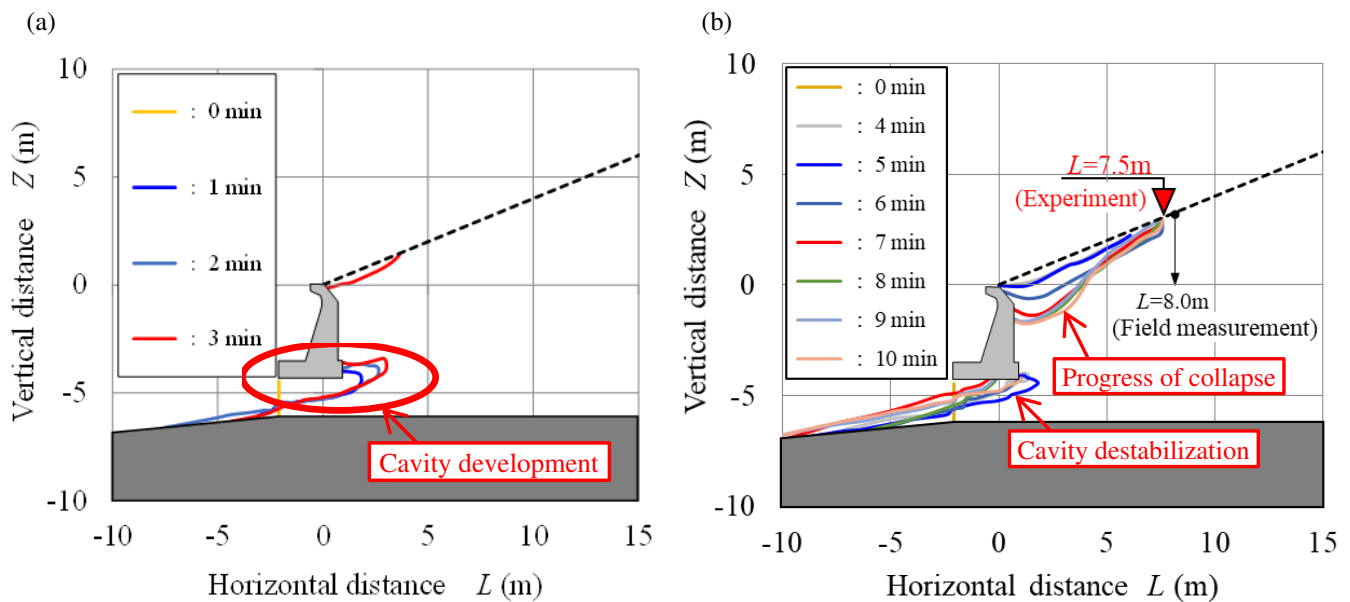 (a)
10
5
0
-5
-10
-10
-5
0
5
10
15
Vertical distance Z (m)
Horizontal distance L (m)
: 0 min
: 1 min
: 2 min
: 3 min
Cavity development
(b)
10
5
0
-5
-10
-10
-5
0
5
10
15
Vertical distance Z (m)
Horizontal distance L (m)
: 0 min
: 4 min
: 5 min
: 6 min
: 7 min
: 8 min
: 9 min
: 10 min
L=7.5m
(Experiment)
L=8.0m
(Field measurement)
Progress of collapse
Cavity destabilization